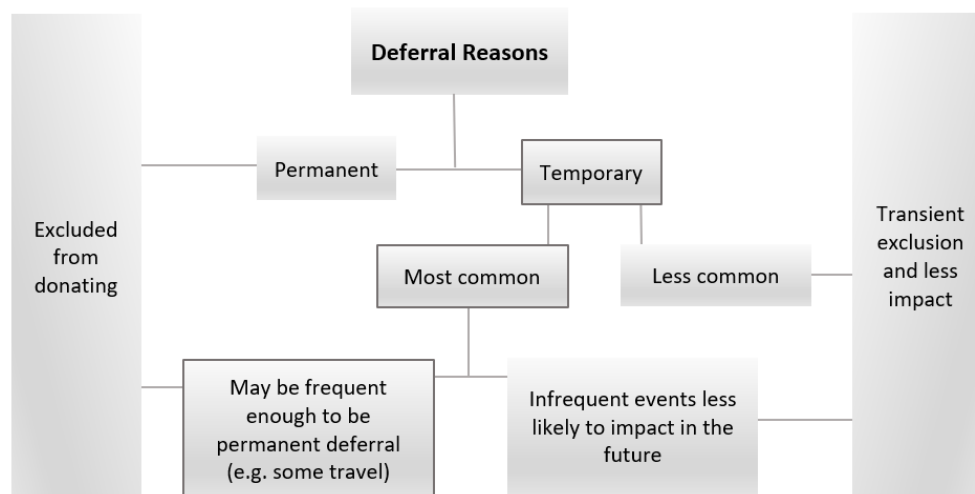 Deferral Reasons
Permanent
Temporary
Excluded
from
donating
Transient
exclusion
and less
impact
Most common
Less common
May be frequent
enough to be
permanent deferral
(e.g. some travel)
Infrequent events less
likely to impact in the
future